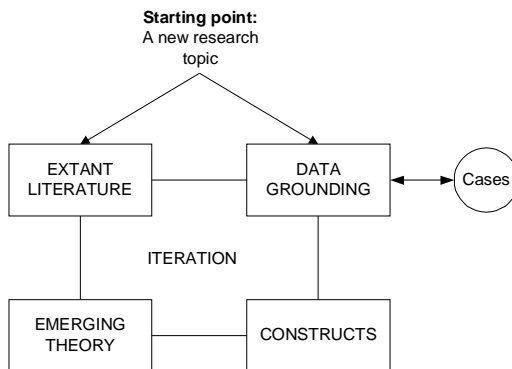 Starting point:
A new research
topic
EXTANT
LITERATURE
DATA
GROUNDING
Cases
ITERATION
EMERGING
THEORY
CONSTRUCTS